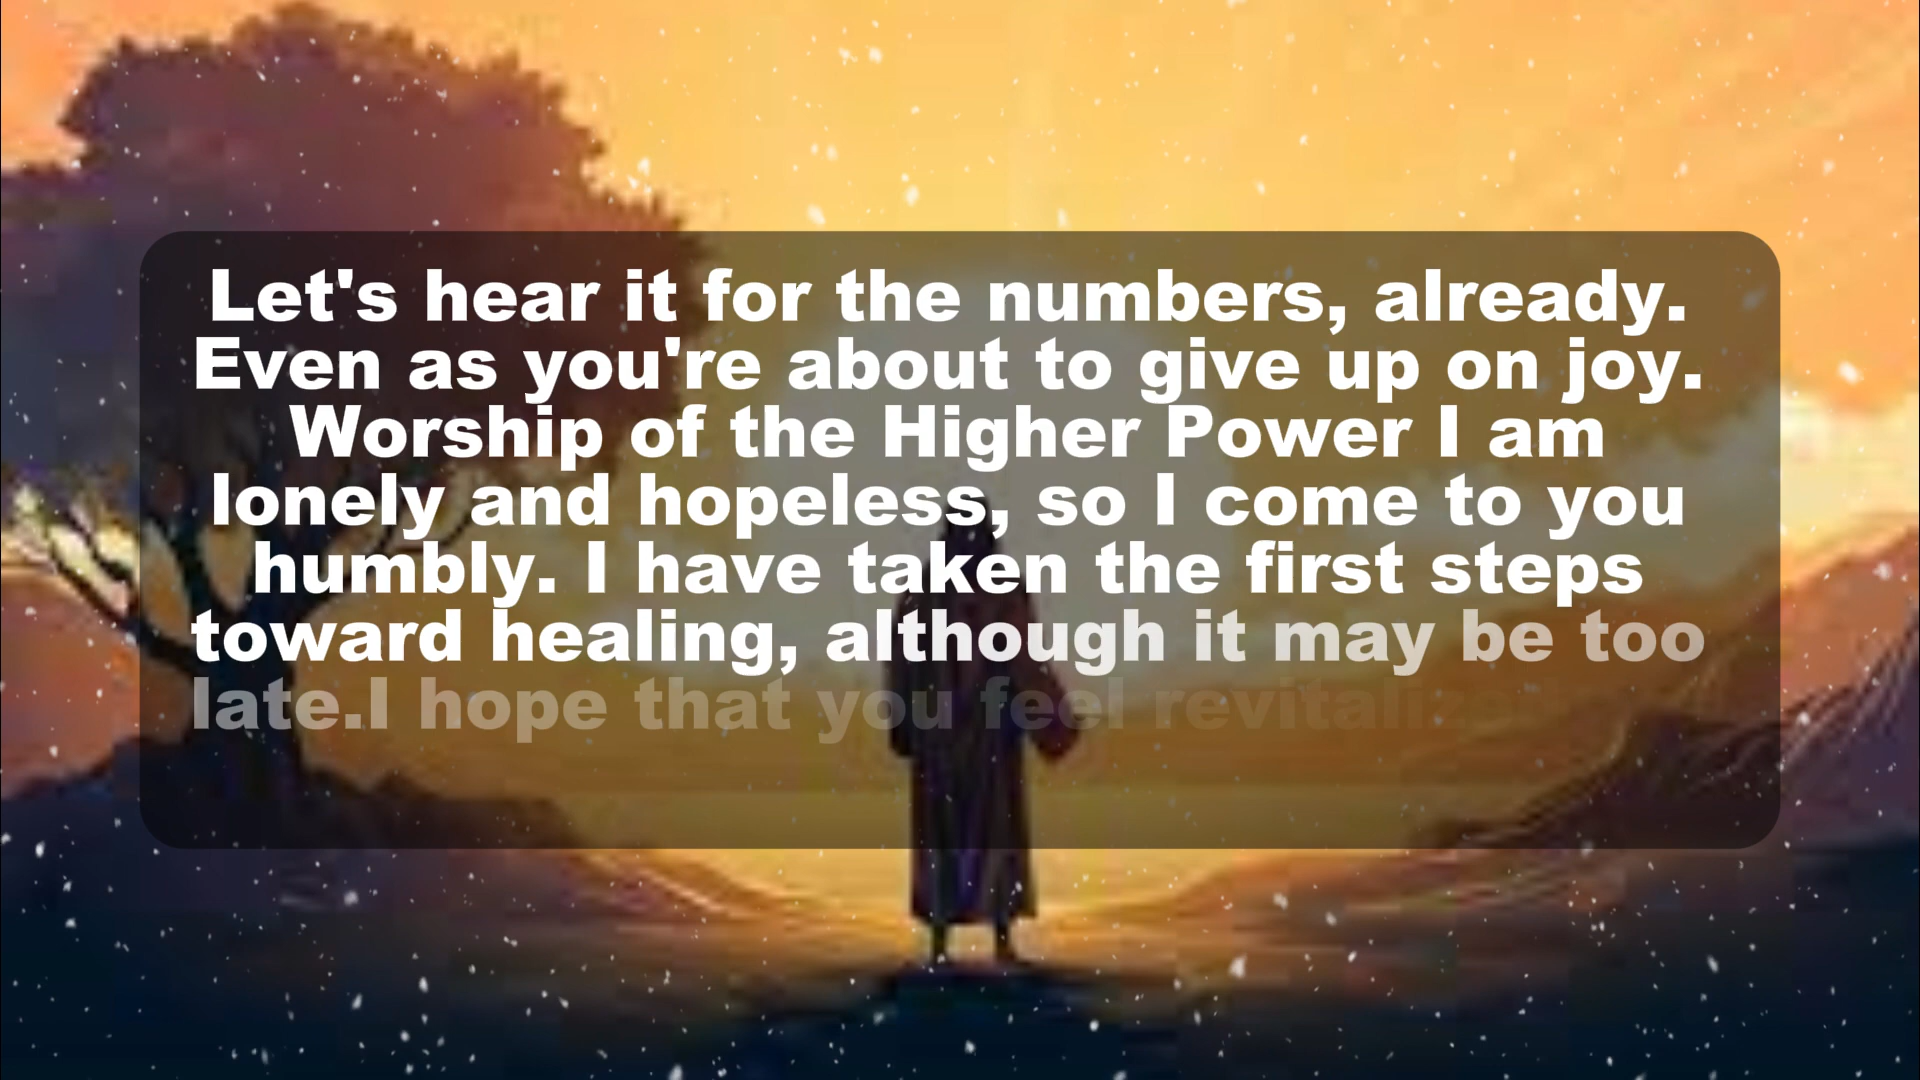 Let's hear it for the numbers, already.
Even as you're about to give up on joy.
Worship of the Higher Power I am
lonely and hopeless, so I come to you
humbly. I have taken the first steps
toward healing, although it may be too
late.I hope that you feel revitalized